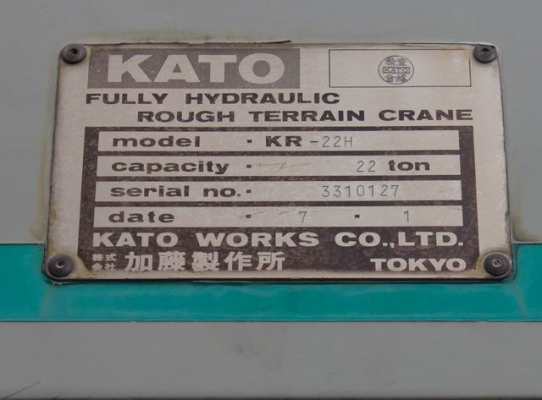 KATO
FULLY HYDRAULIC
ROUGH TERRAIN CRANE
model · KR-22H
capacity · 22 ton
serial no. · 3310127
date · 7 · 1
KATO WORKS CO.,LTD.
株式会社 加藤製作所 TOKYO